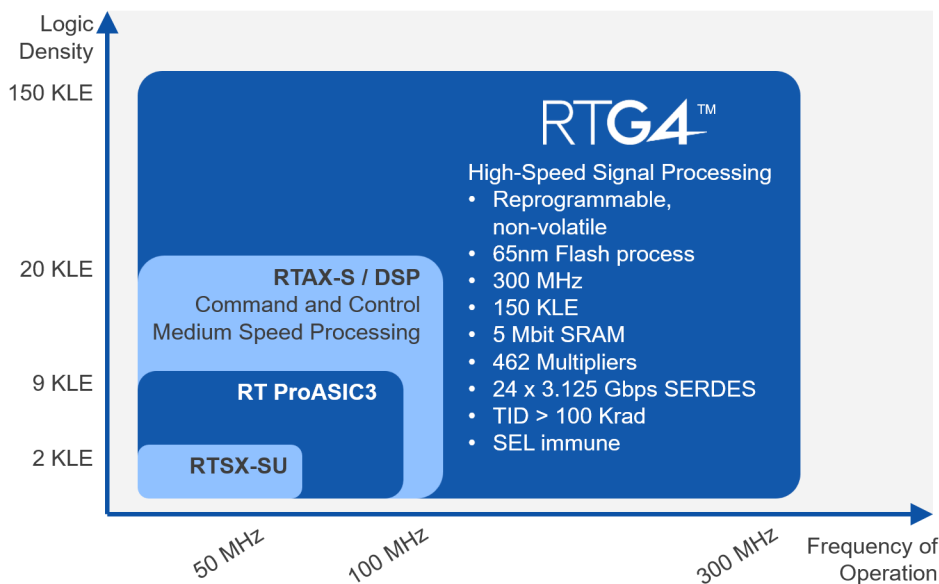 Logic
Density
150 KLE
20 KLE
9 KLE
2 KLE
RTG4™
High-Speed Signal Processing
• Reprogrammable,
non-volatile
• 65nm Flash process
• 300 MHz
• 150 KLE
• 5 Mbit SRAM
• 462 Multipliers
• 24 x 3.125 Gbps SERDES
• TID > 100 Krad
• SEL immune
RTAX-S / DSP
Command and Control
Medium Speed Processing
RT ProASIC3
RTSX-SU
50 MHz
100 MHz
300 MHz
Frequency of
Operation